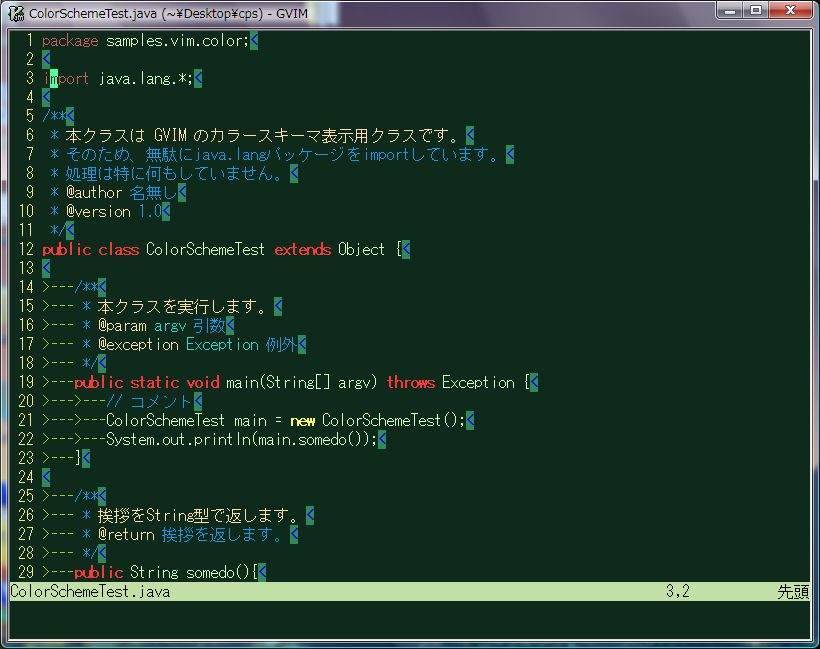 ColorSchemeTest.java (~¥Desktop¥cps) - GVIM
1 package samples.vim.color;<
2 <
3 import java.lang.*;<
4 <
5 /**<
6  * 本クラスは GVIM のカラースキーマ表示用クラスです。<
7  * そのため、無駄にjava.langパッケージをimportしています。<
8  * 処理は特に何もしていません。<
9  * @author 名無し<
10  * @version 1.0<
11  */<
12 public class ColorSchemeTest extends Object {<
13 <
14 >---/**<
15 >--- * 本クラスを実行します。<
16 >--- * @param argv 引数<
17 >--- * @exception Exception 例外<
18 >--- */<
19 >---public static void main(String[] argv) throws Exception {<
20 >--->---// コメント<
21 >--->---ColorSchemeTest main = new ColorSchemeTest();<
22 >--->---System.out.println(main.somedo());<
23 >---}<
24 <
25 >---/**<
26 >--- * 挨拶をString型で返します。<
27 >--- * @return 挨拶を返します。<
28 >--- */<
29 >---public String somedo(){<
ColorSchemeTest.java 3,2 先頭